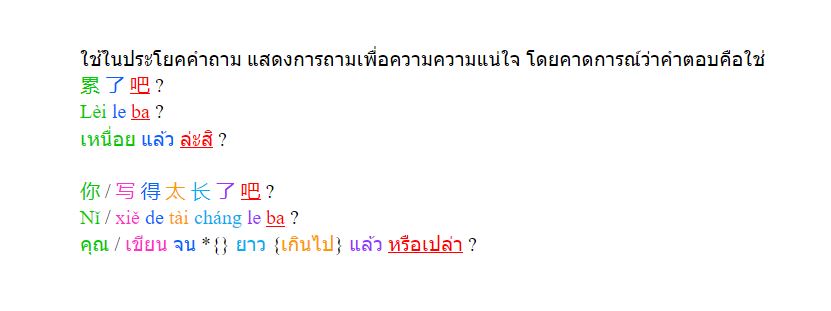 ใช้ในประโยคคำถาม แสดงการถามเพื่อความความแน่ใจ โดยคาดการณ์ว่าคำตอบคือใช่
累 了 吧 ?
Lèi le ba ?
เหนื่อย แล้ว ล่ะสิ ?
你 / 写 得 太 长 了 吧 ?
Nǐ / xiě de tài cháng le ba ?
คุณ / เขียน จน *{} ยาว {เกินไป} แล้ว หรือเปล่า ?